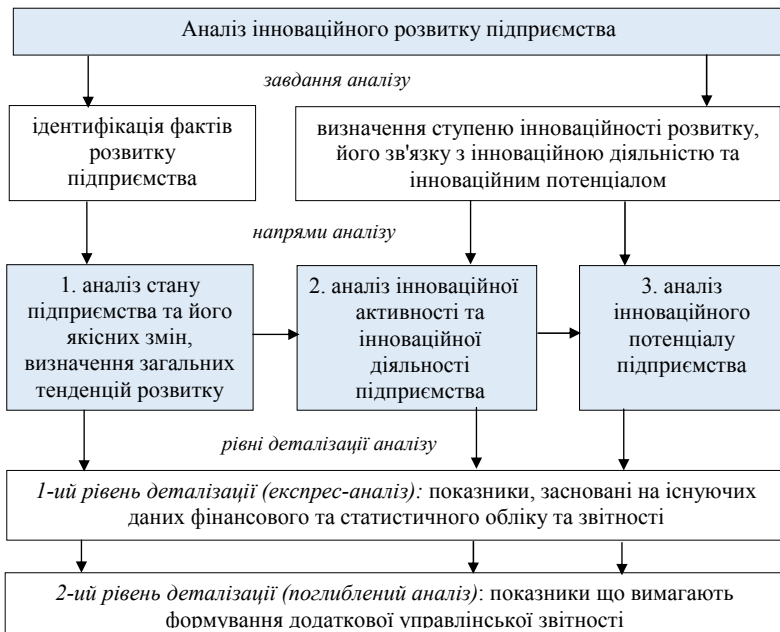 Аналіз інноваційного розвитку підприємства
завдання аналізу
ідентифікація фактів
розвитку
підприємства
визначення ступеню інноваційності розвитку,
його зв'язку з інноваційною діяльністю та
інноваційним потенціалом
напрями аналізу
1. аналіз стану
підприємства та його
якісних змін,
визначення загальних
тенденцій розвитку
2. аналіз інноваційної
активності та
інноваційної
діяльності
підприємства
3. аналіз
інноваційного
потенціалу
підприємства
рівні деталізації аналізу
1-ий рівень деталізації (експрес-аналіз): показники, засновані на існуючих
даних фінансового та статистичного обліку та звітності
2-ий рівень деталізації (поглиблений аналіз): показники що вимагають
формування додаткової управлінської звітності